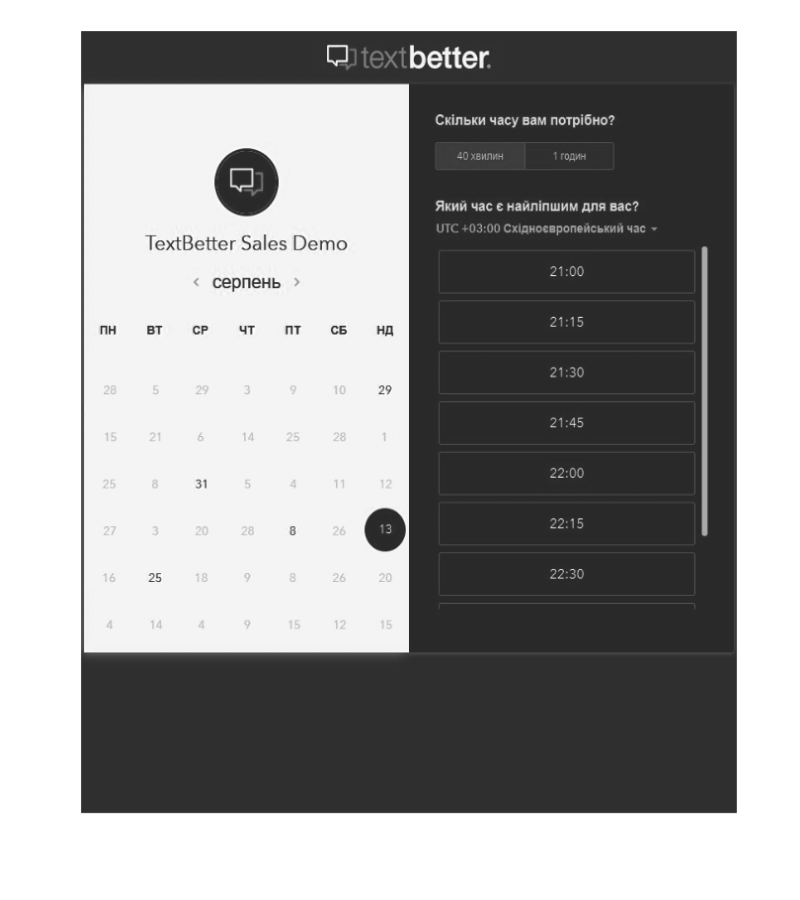 textbetter.
TextBetter Sales Demo
< серпень >
ПН ВТ СР ЧТ ПТ СБ НД
28 5 29 3 9 10 29
15 21 6 14 25 28 1
25 8 31 5 4 11 12
27 3 20 28 8 26 13
16 25 18 9 8 26 20
4 14 4 9 15 12 15
Скільки часу вам потрібно?
40 хвилин 1 годин
Який час є найліпшим для вас?
UTC +03:00 Східноєвропейський час
21:00
21:15
21:30
21:45
22:00
22:15
22:30